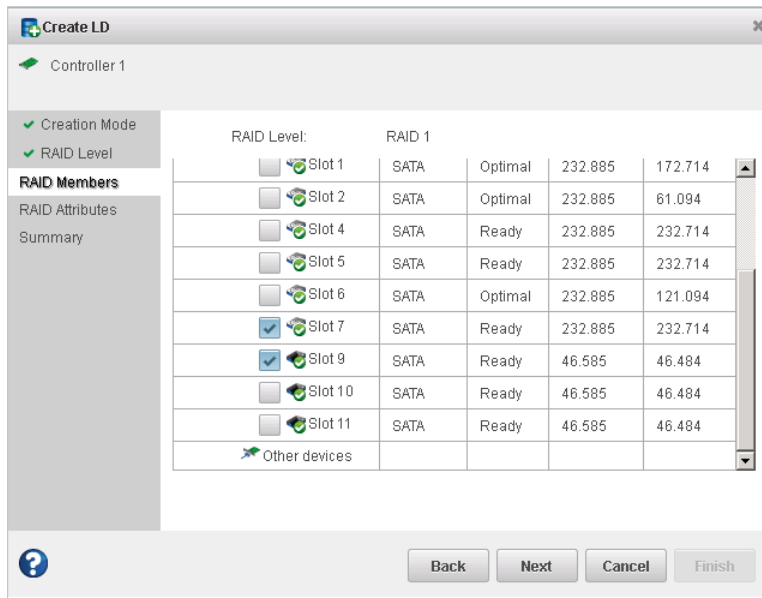 Create LD
Controller 1
Creation Mode
RAID Level
RAID Members
RAID Attributes
Summary
RAID Level: RAID 1
Slot 1 SATA Optimal 232.885 172.714
Slot 2 SATA Optimal 232.885 61.094
Slot 4 SATA Ready 232.885 232.714
Slot 5 SATA Ready 232.885 232.714
Slot 6 SATA Optimal 232.885 121.094
Slot 7 SATA Ready 232.885 232.714
Slot 9 SATA Ready 46.585 46.484
Slot 10 SATA Ready 46.585 46.484
Slot 11 SATA Ready 46.585 46.484
Other devices
? Back Next Cancel Finish